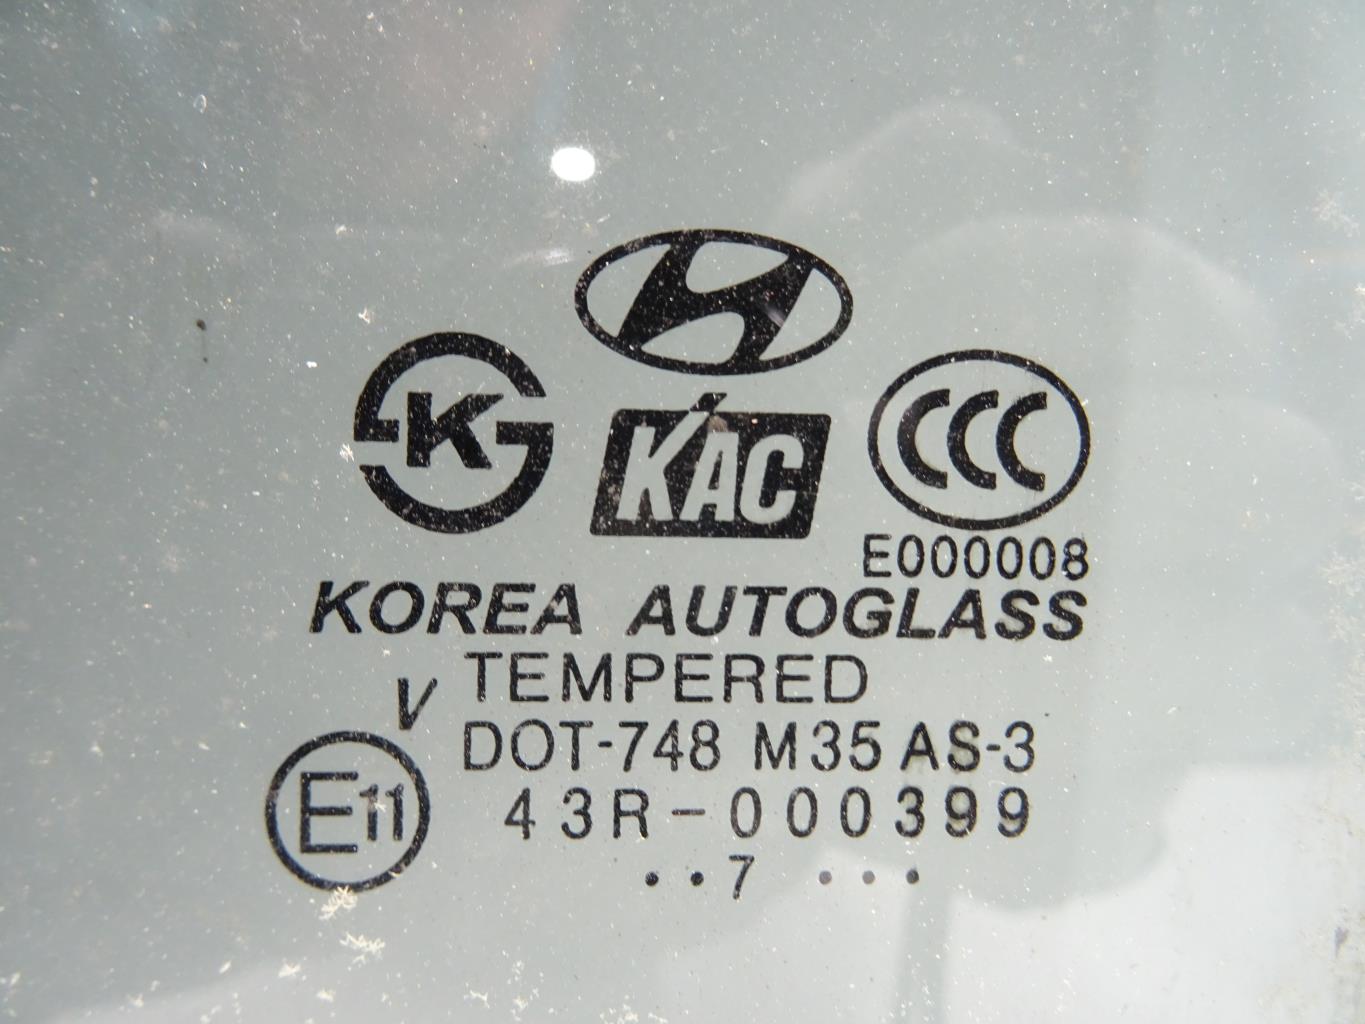 K
KAC
CCC
E000008
KOREA AUTOGLASS
TEMPERED
V
DOT-748 M35 AS-3
E11
43R-000399
..7 ...